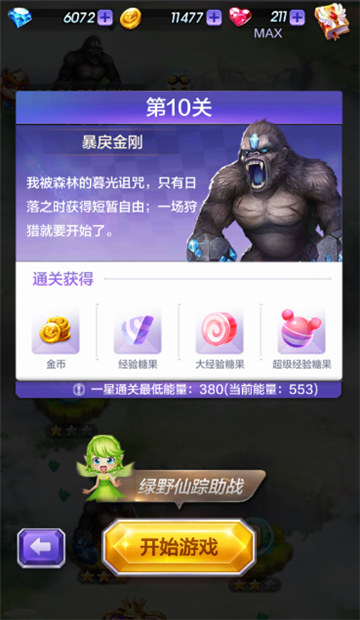 6072
11477
211
MAX
第10关
暴戾金刚
我被森林的暮光诅咒，只有日
落之时获得短暂自由；一场狩
猎就要开始了。
通关获得
金币
经验糖果
大经验糖果
超级经验糖果
一星通关最低能量：380(当前能量：553)
绿野仙踪助战
开始游戏